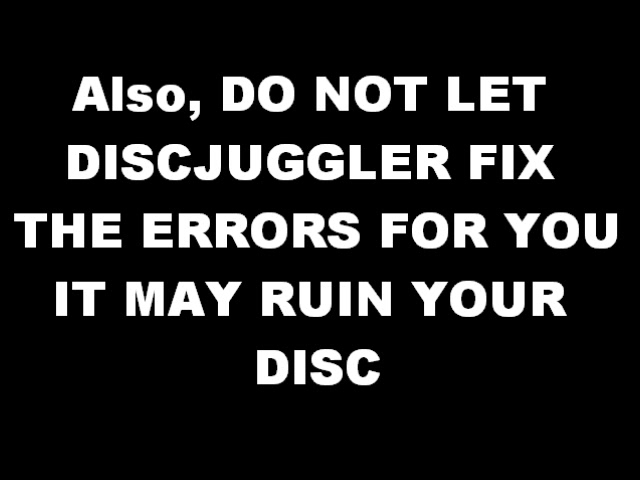 Also, DO NOT LET
DISCJUGGLER FIX
THE ERRORS FOR YOU
IT MAY RUIN YOUR
DISC